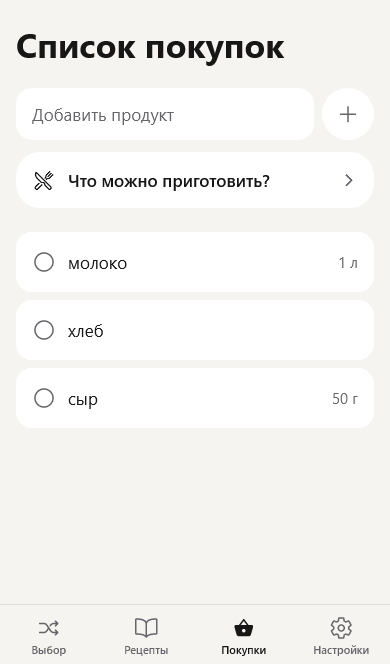 Список покупок
Добавить продукт
Что можно приготовить?
молоко 1 л
хлеб
сыр 50 г
Выбор Рецепты Покупки Настройки